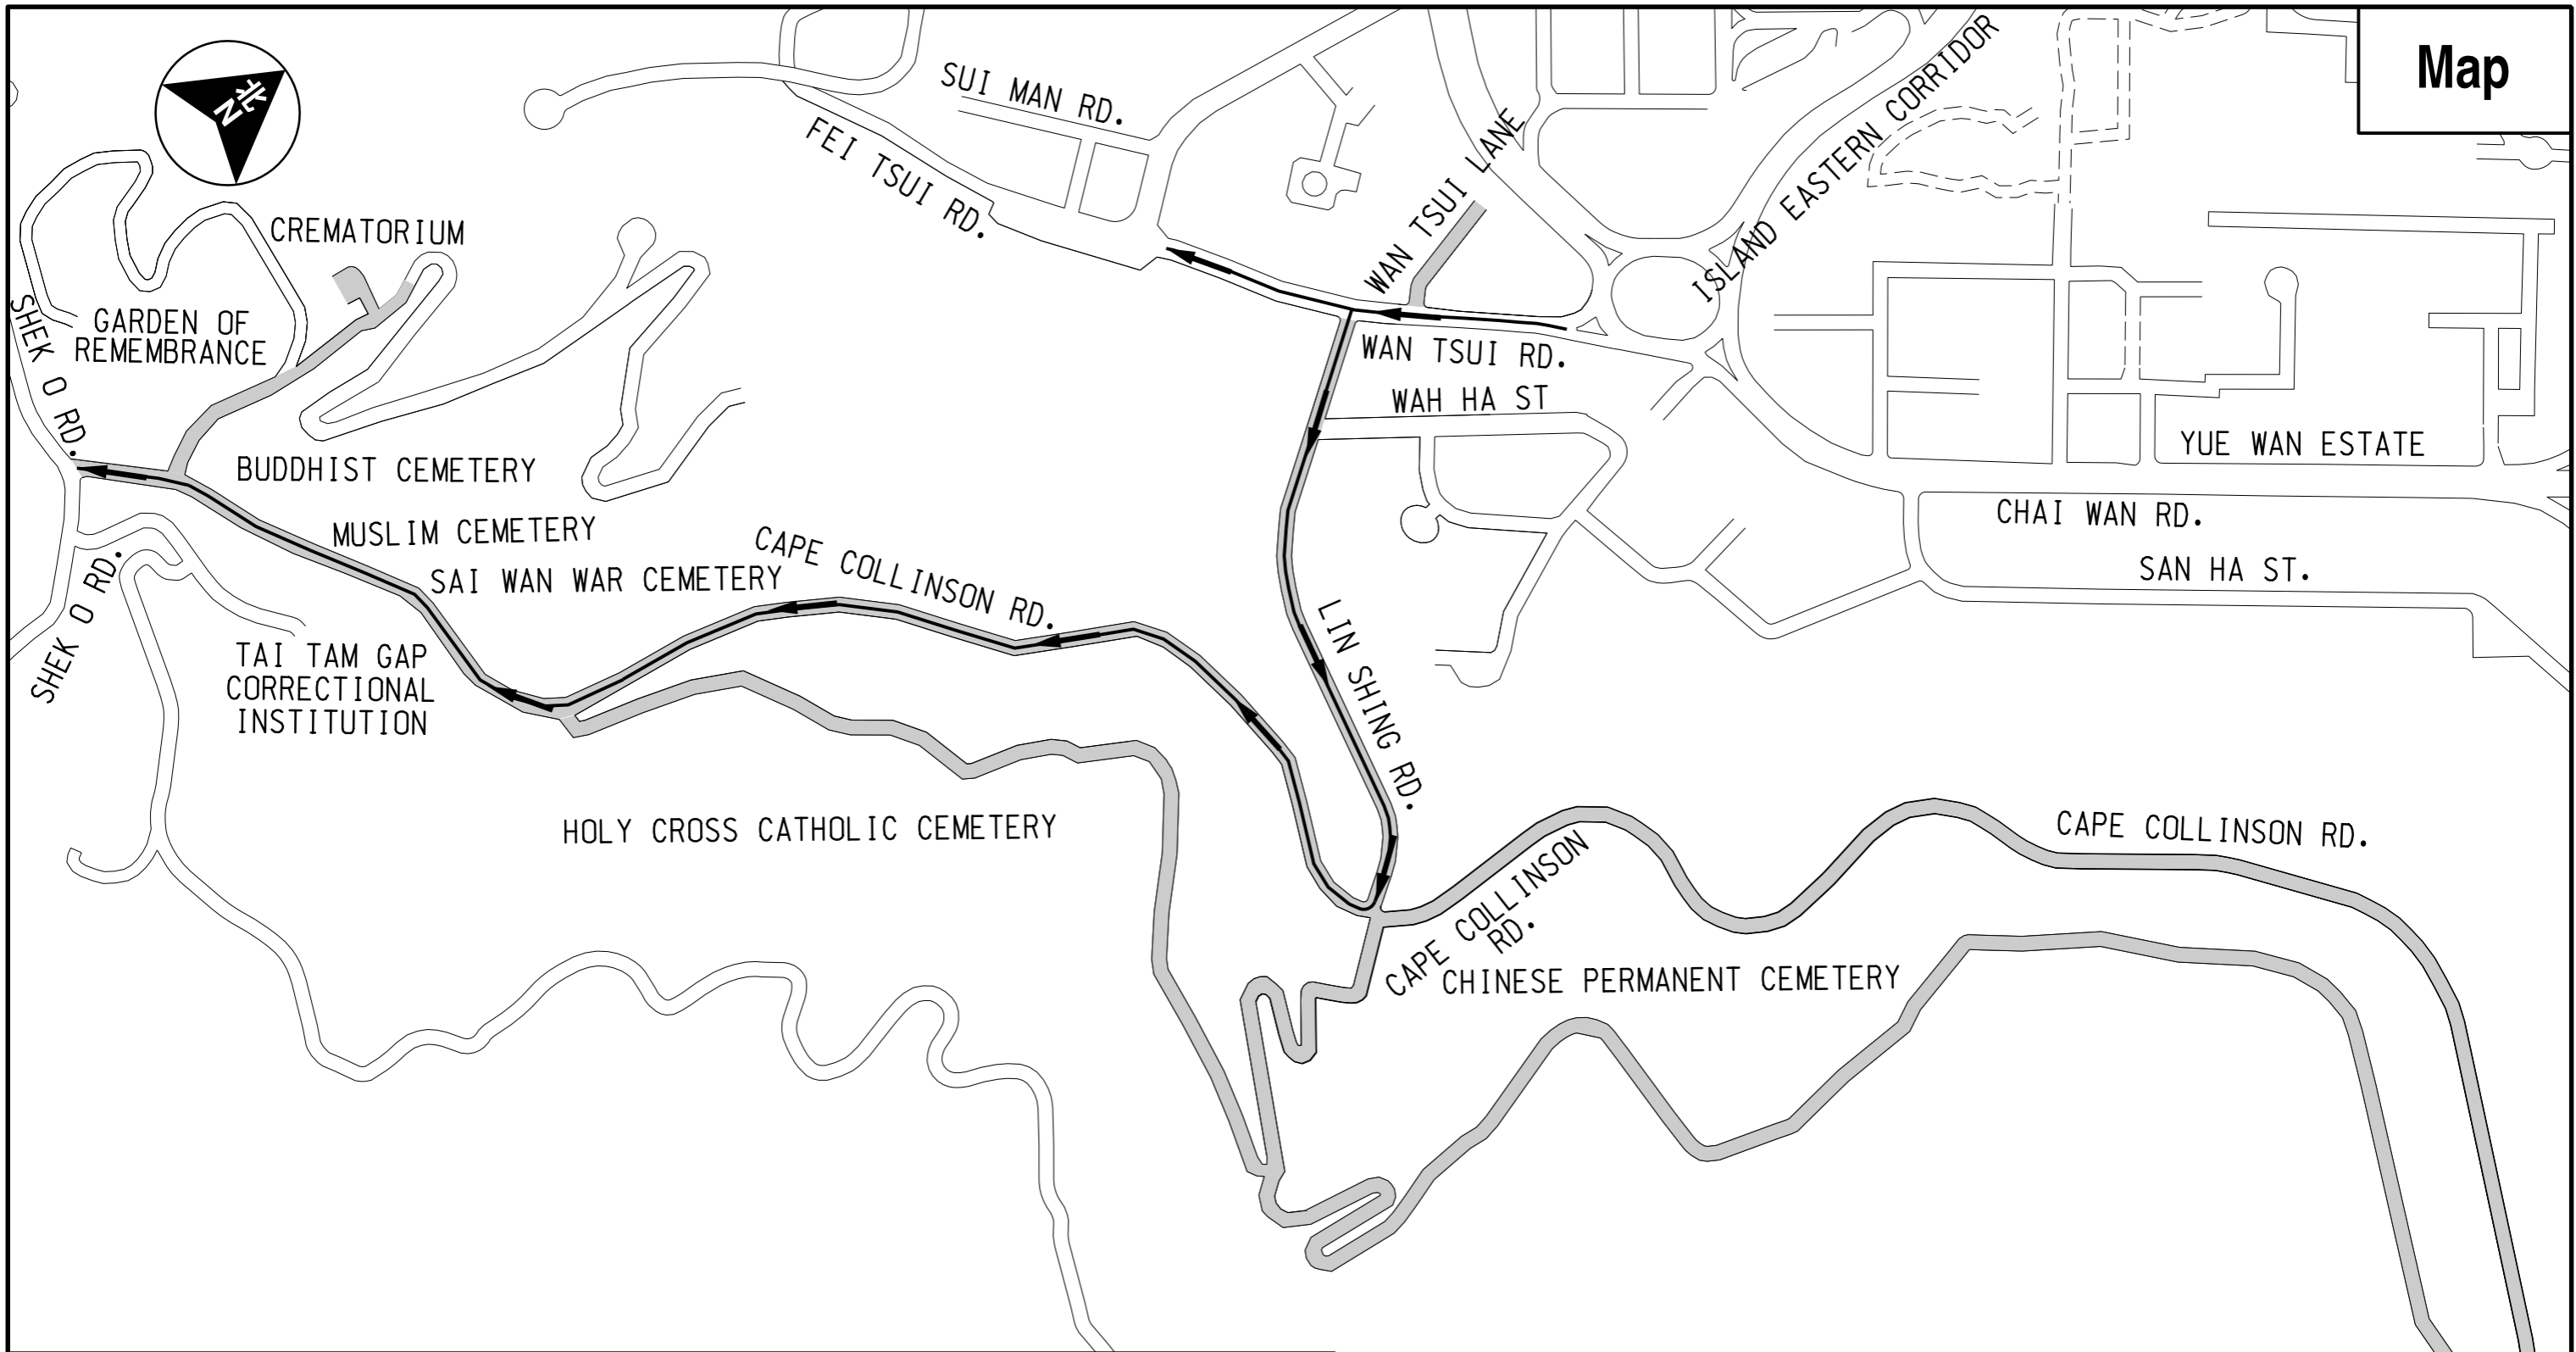 Map
北
N
SUI MAN RD.
FEI TSUI RD.
WAN TSUI LANE
ISLAND EASTERN CORRIDOR
CREMATORIUM
GARDEN OF
REMEMBRANCE
SHEK O RD.
WAN TSUI RD.
WAH HA ST
YUE WAN ESTATE
BUDDHIST CEMETERY
CHAI WAN RD.
MUSLIM CEMETERY
CAPE COLLINSON RD.
SAI WAN WAR CEMETERY
SAN HA ST.
SHEK O RD.
TAI TAM GAP
CORRECTIONAL
INSTITUTION
LIN SHING RD.
HOLY CROSS CATHOLIC CEMETERY
CAPE COLLINSON RD.
CAPE COLLINSON
RD.
CHINESE PERMANENT CEMETERY